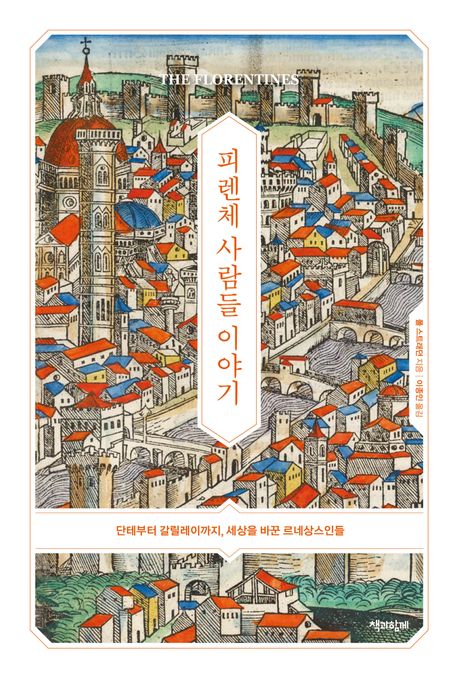 THE FLORENTINES
피렌체 사람들 이야기
폴 스트래던 지음 | 이종인 옮김
단테부터 갈릴레이까지, 세상을 바꾼 르네상스인들
책과함께